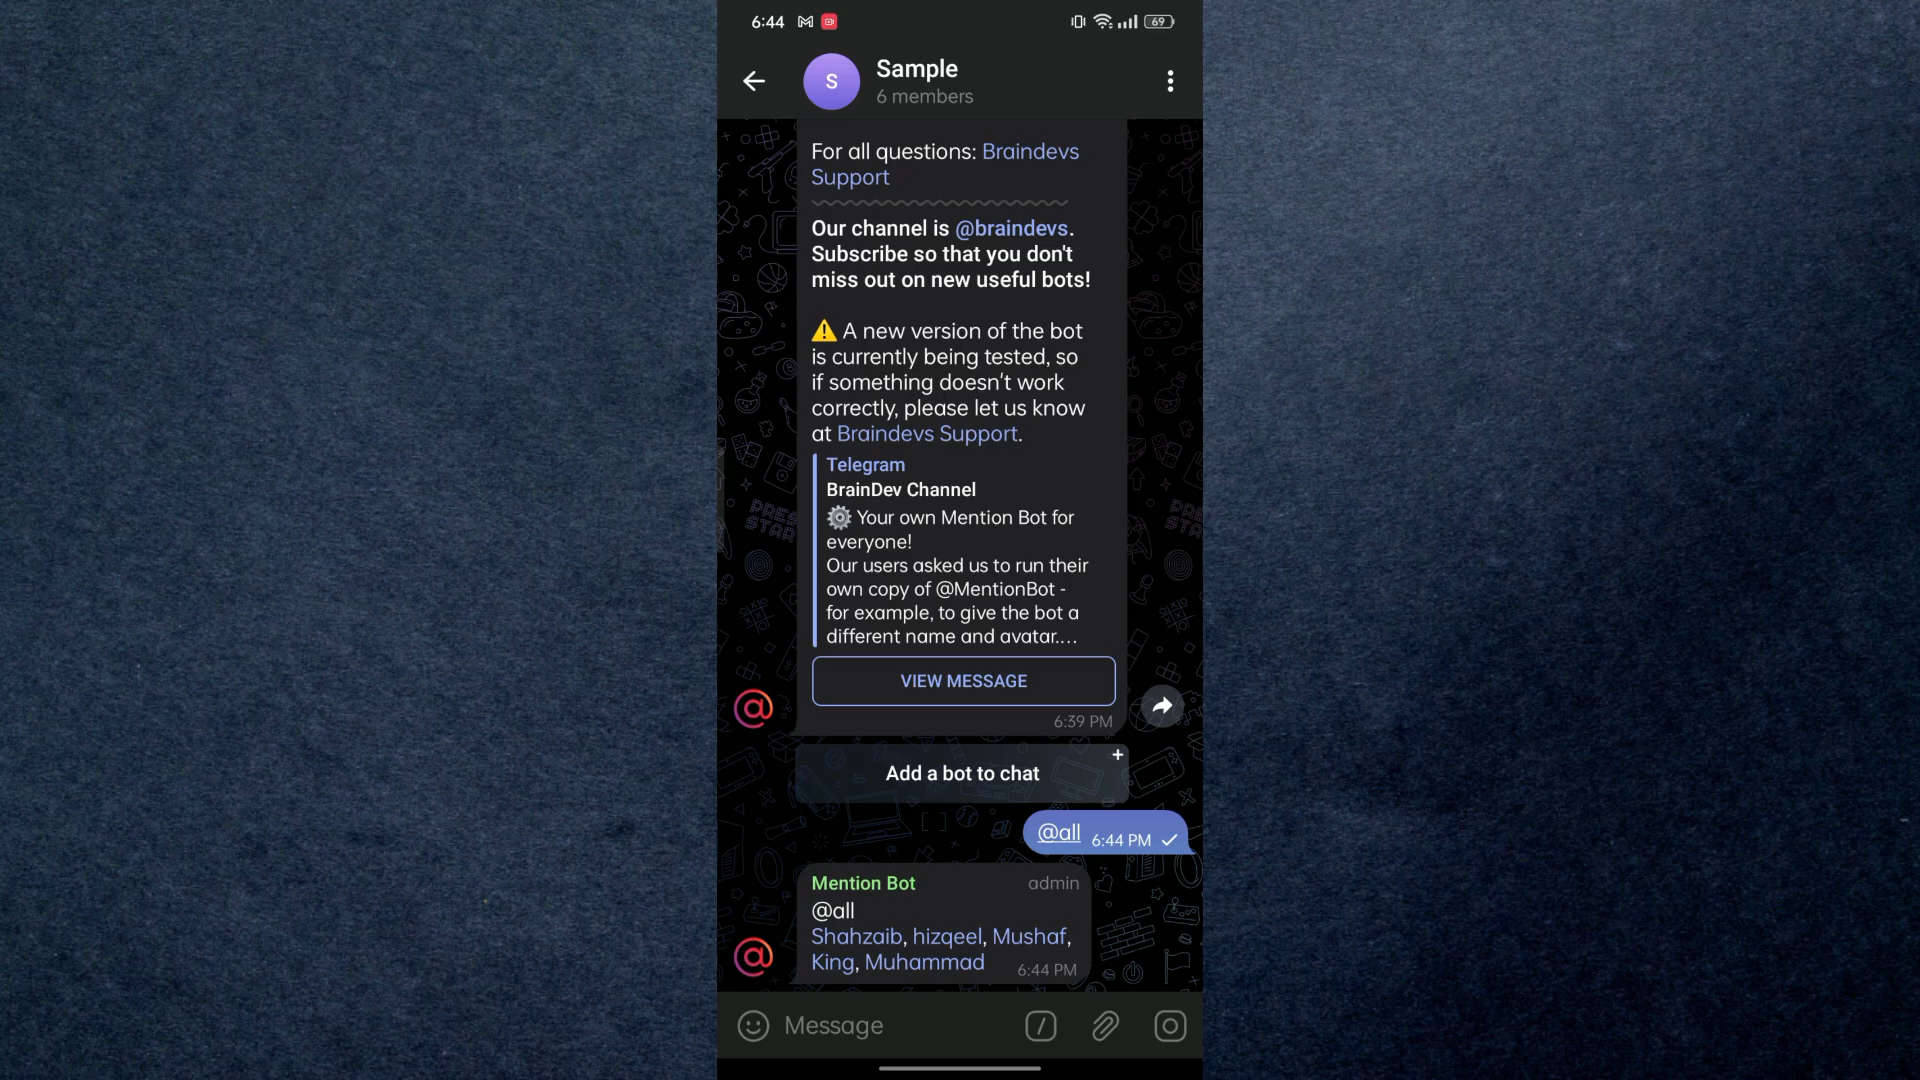 6:44
69
S
Sample
6 members
For all questions: Braindevs
Support
Our channel is @braindevs.
Subscribe so that you don't
miss out on new useful bots!
⚠️ A new version of the bot
is currently being tested, so
if something doesn't work
correctly, please let us know
at Braindevs Support.
Telegram
BrainDev Channel
⚙️ Your own Mention Bot for
everyone!
Our users asked us to run their
own copy of @MentionBot -
for example, to give the bot a
different name and avatar....
VIEW MESSAGE
6:39 PM
Add a bot to chat
@all 6:44 PM
Mention Bot admin
@all
Shahzaib, hizqeel, Mushaf,
King, Muhammad 6:44 PM
Message